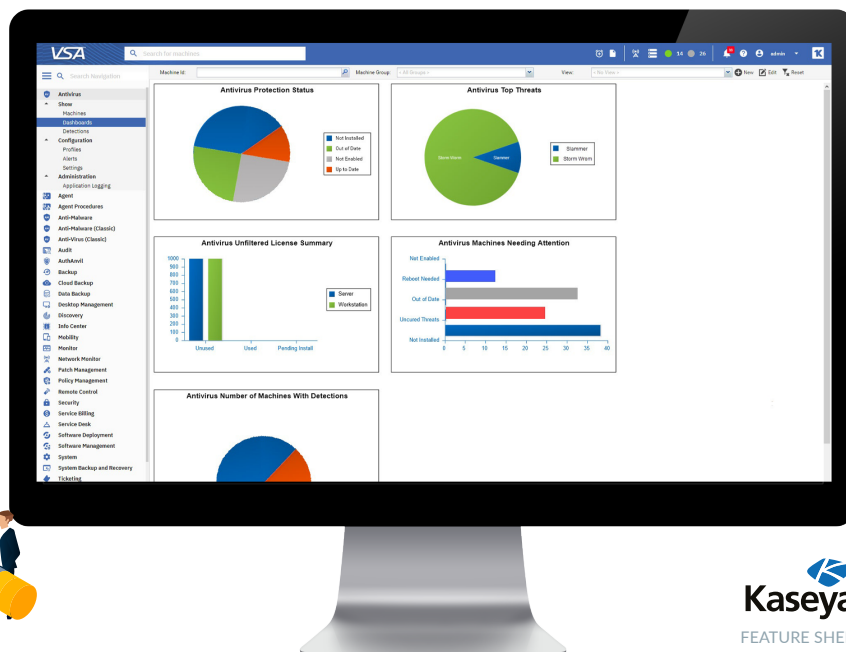 VSA
Search for machines
14 26
admin
Search Navigation
Machine Id:
Machine Group:
< All Groups >
View:
< No View >
New Edit Reset
Antivirus
Show
Machines
Dashboards
Detections
Configuration
Profiles
Alerts
Settings
Administration
Application Logging
Agent
Agent Procedures
Anti-Malware
Anti-Malware (Classic)
Anti-Virus (Classic)
Audit
AuthAnvil
Backup
Cloud Backup
Data Backup
Desktop Management
Discovery
Info Center
Mobility
Monitor
Network Monitor
Patch Management
Policy Management
Remote Control
Security
Service Billing
Service Desk
Software Deployment
Software Management
System
System Backup and Recovery
Ticketing
Antivirus Protection Status
Not Installed
Out of Date
Not Enabled
Up to Date
Antivirus Top Threats
Storm Worm
Slammer
Slammer
Storm Wrom
Antivirus Unfiltered License Summary
1000
900
800
700
600
500
400
300
200
100
0
Unused Used Pending Install
Server
Workstation
Antivirus Machines Needing Attention
Not Enabled
Reboot Needed
Out of Date
Uncured Threats
Not Installed
0 5 10 15 20 25 30 35 40
Antivirus Number of Machines With Detections
Kaseya
FEATURE SHE